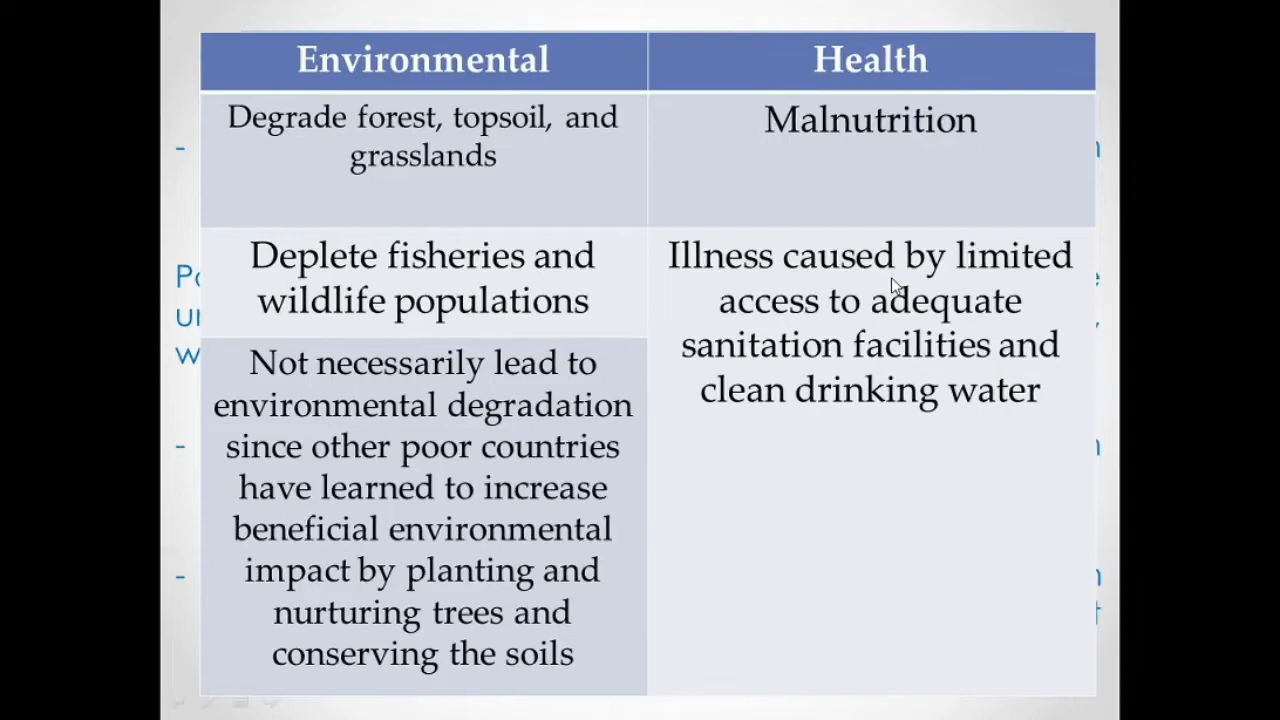 Environmental
Health
Degrade forest, topsoil, and
grasslands
Malnutrition
Deplete fisheries and
wildlife populations
Illness caused by limited
access to adequate
sanitation facilities and
clean drinking water
Not necessarily lead to
environmental degradation
since other poor countries
have learned to increase
beneficial environmental
impact by planting and
nurturing trees and
conserving the soils